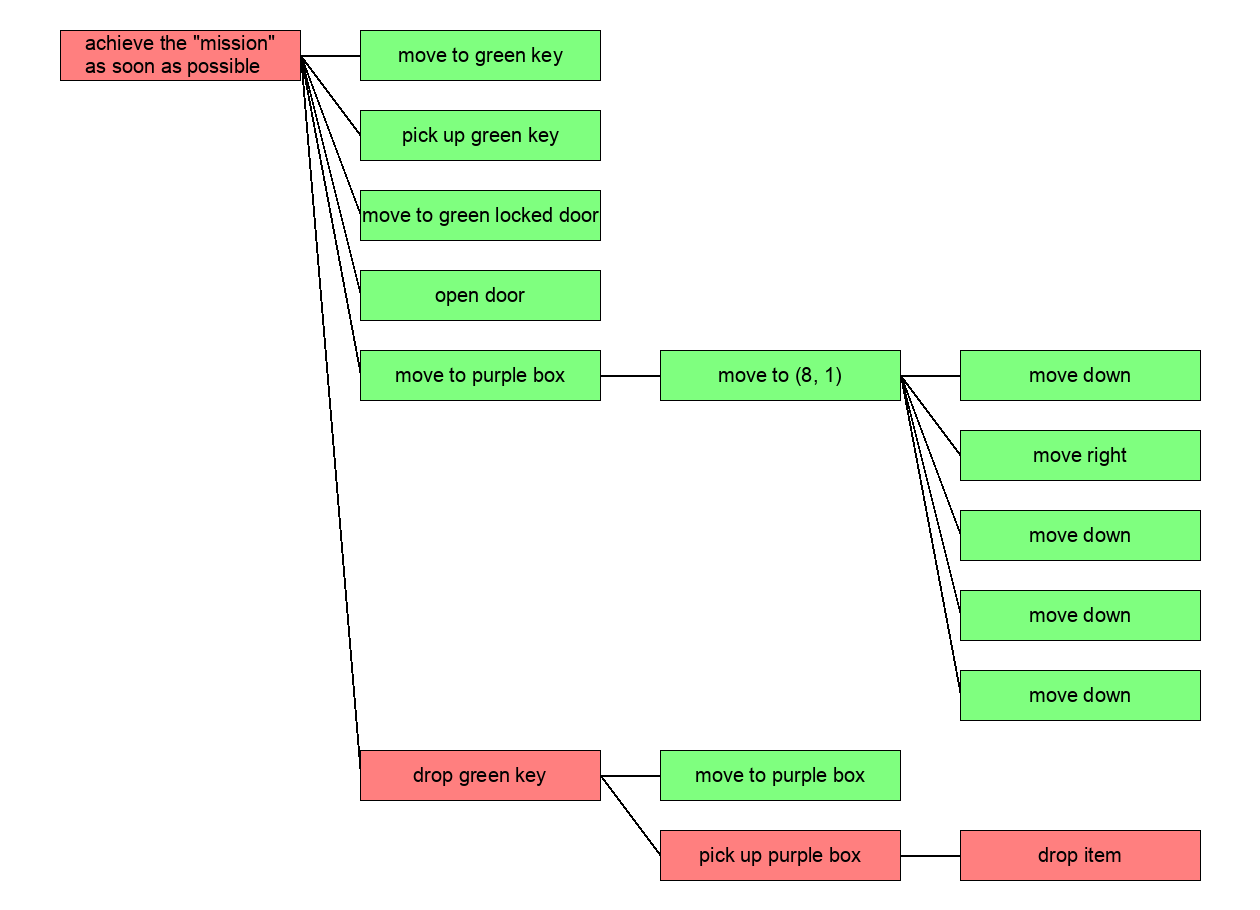 achieve the "mission"
as soon as possible
move to green key
pick up green key
move to green locked door
open door
move to purple box
move to (8, 1)
move down
move right
move down
move down
move down
drop green key
move to purple box
pick up purple box
drop item